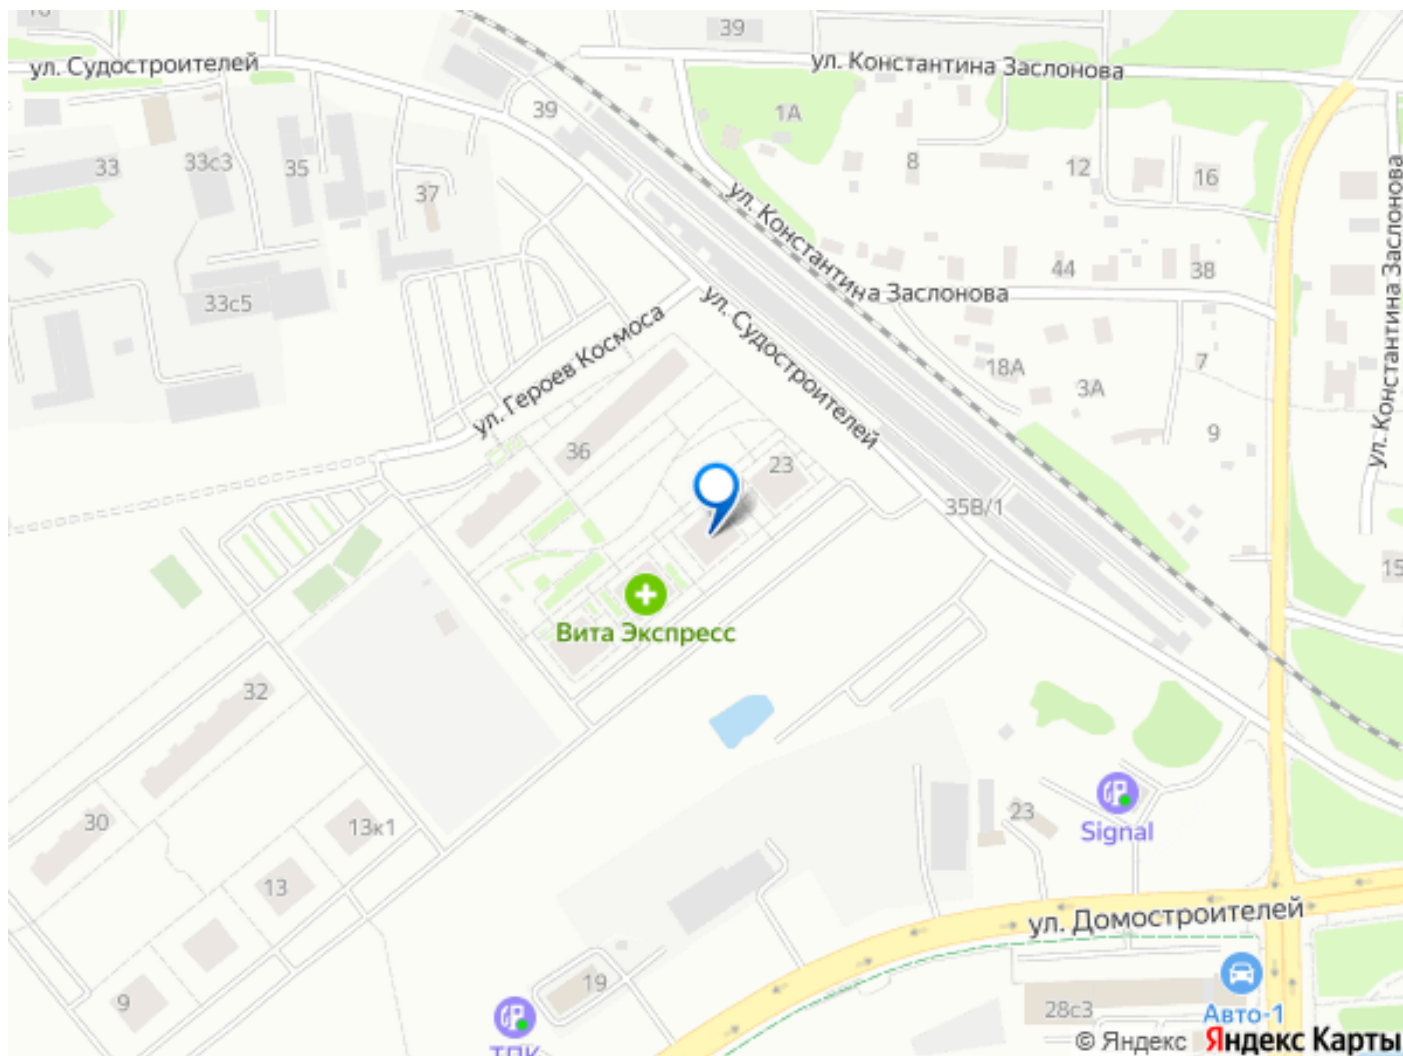 39
ул. Судостроителей
ул. Константина Заслонова
39
1А
33
33с3
35
37
8
12
16
ул. Константина Заслонова
ул. Константина Заслонова
44
38
33с5
ул. Героев Космоса
ул. Судостроителей
18А
3А
7
9
36
23
35В/1
15
Вита Экспресс
32
30
13к1
13
23
Signal
ул. Домостроителей
9
19
28с3
Авто-1
ТПК
© Яндекс Яндекс Карты